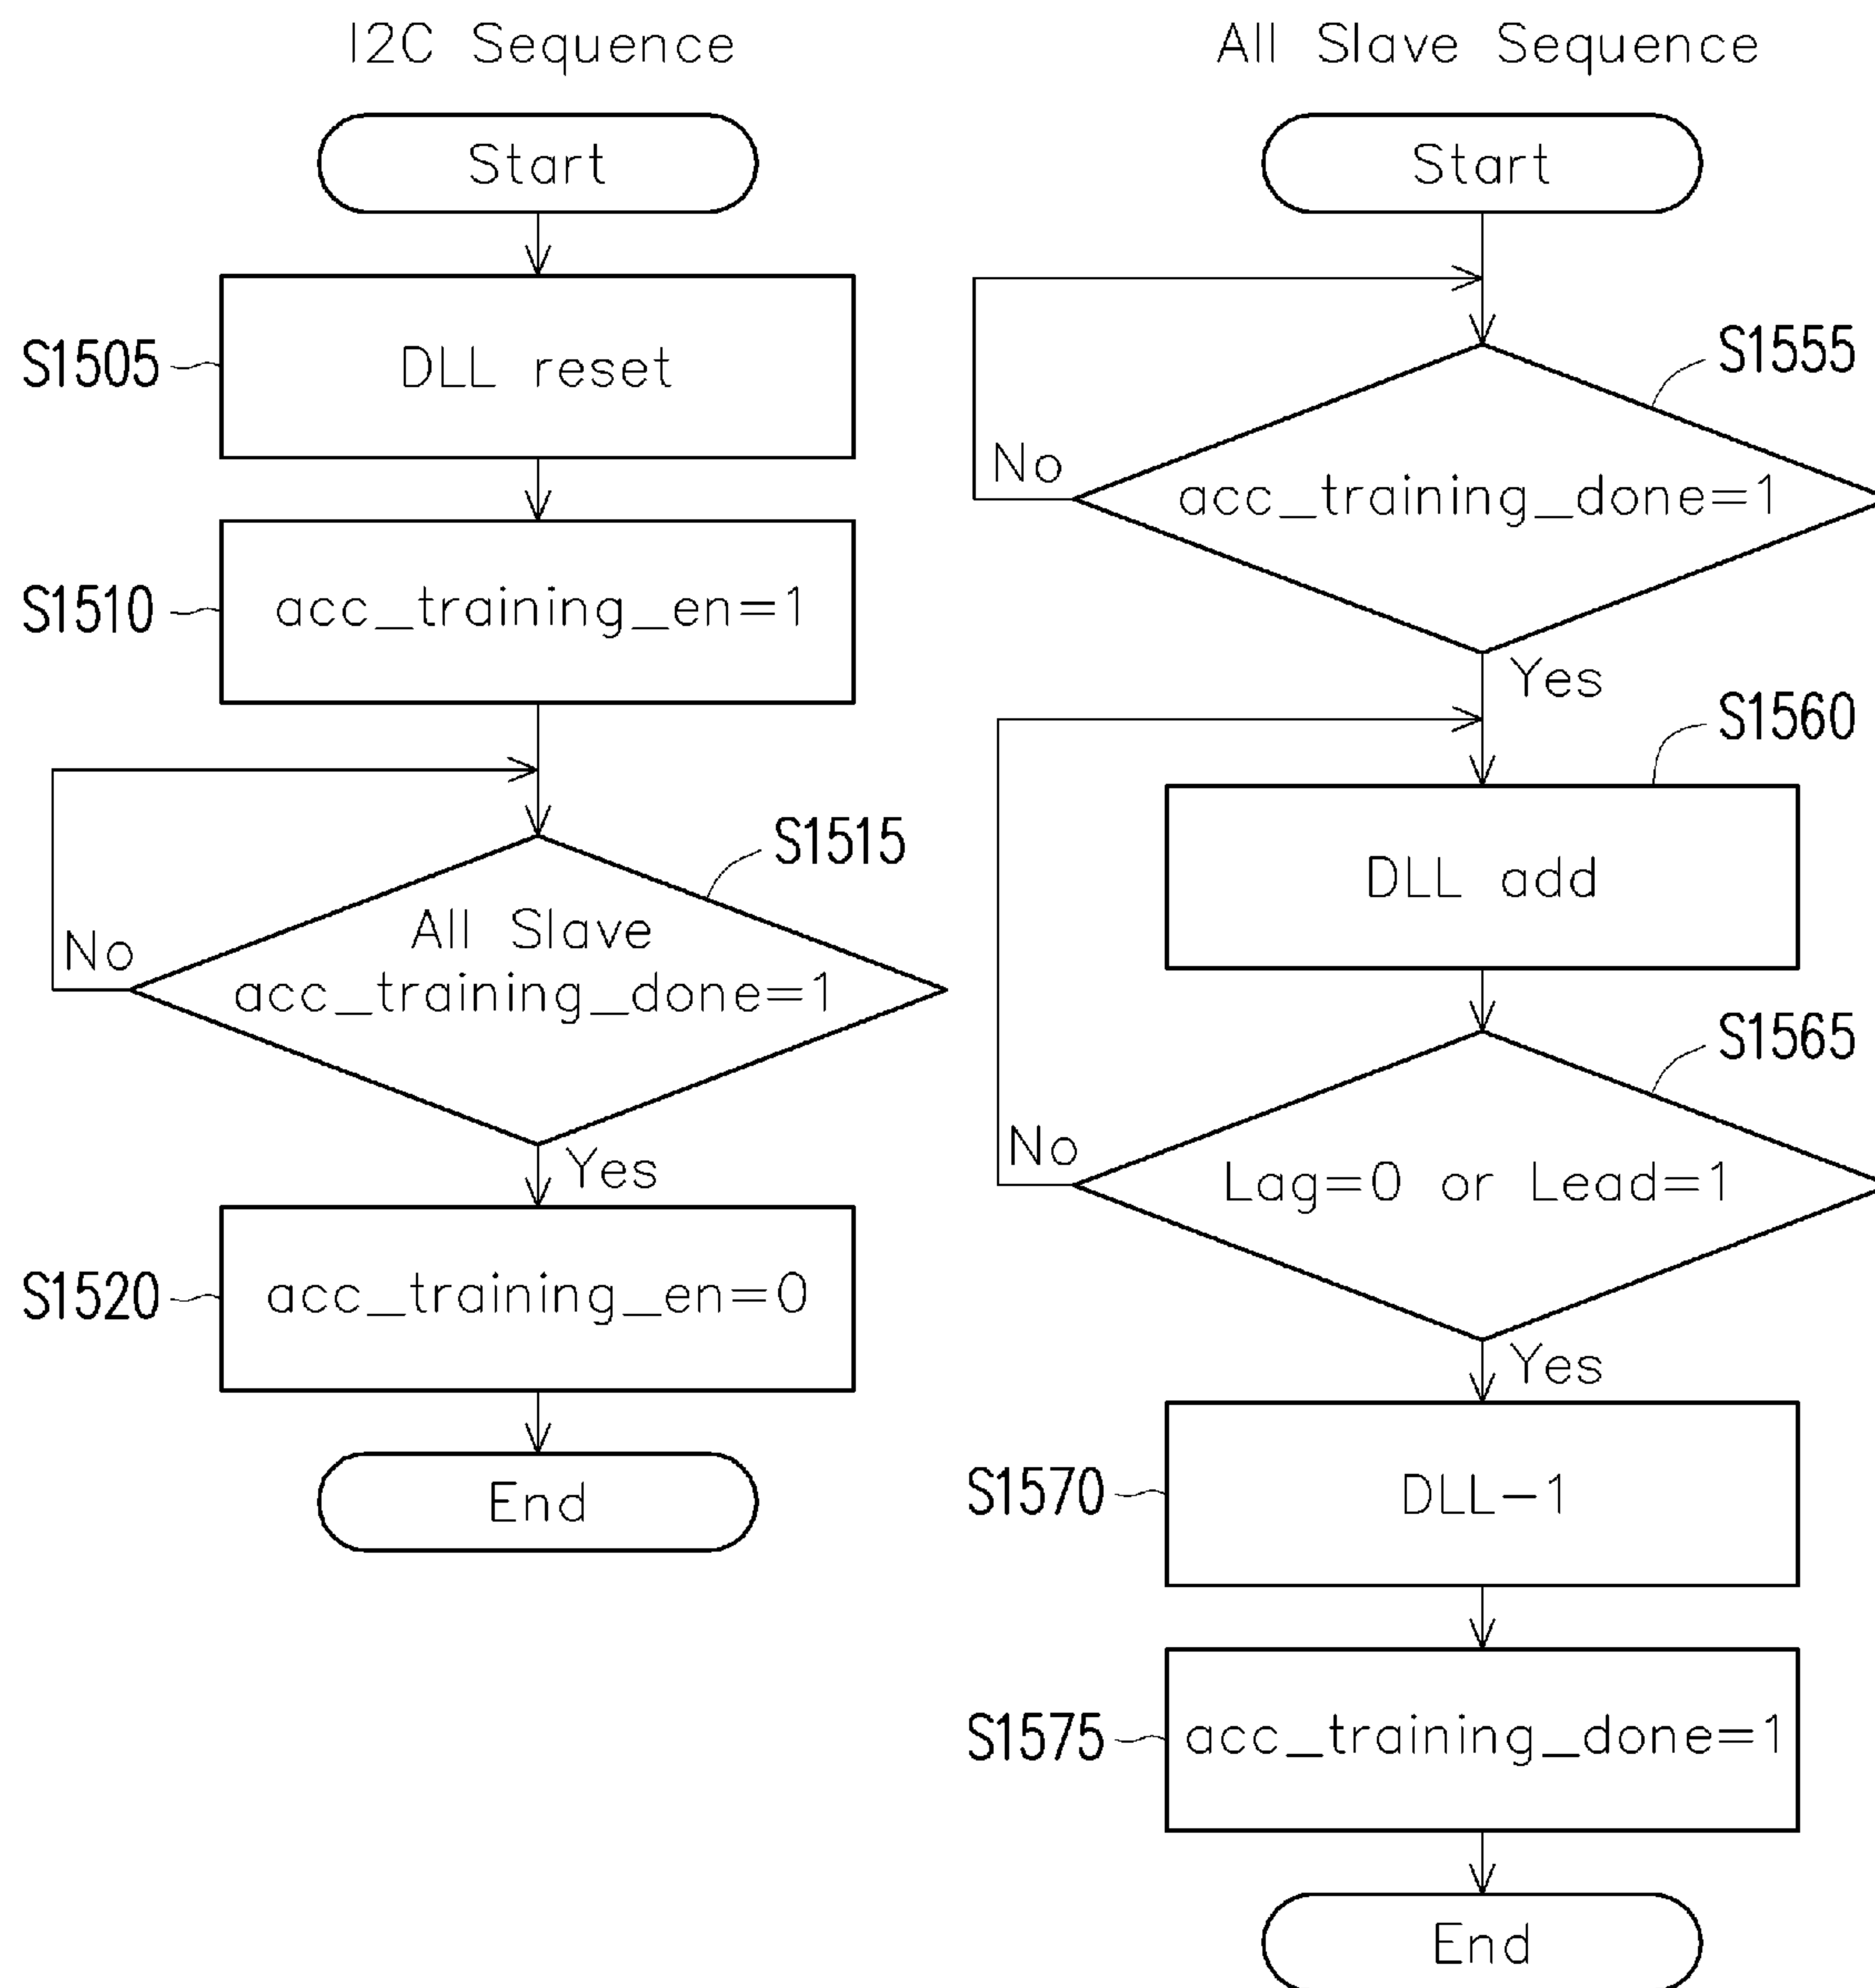 I2C Sequence
Start
S1505
DLL reset
S1510
acc_training_en=1
S1515
All Slave
acc_training_done=1
No
Yes
S1520
acc_training_en=0
End
All Slave Sequence
Start
S1555
acc_training_done=1
No
Yes
S1560
DLL add
S1565
Lag=0 or Lead=1
No
Yes
S1570
DLL-1
S1575
acc_training_done=1
End